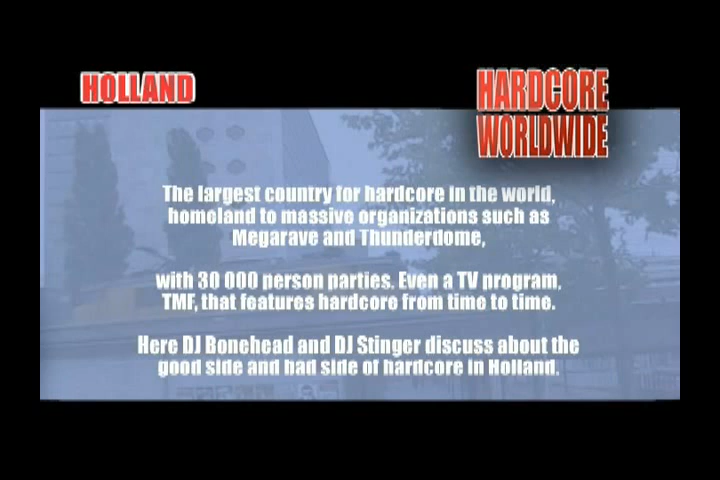 HOLLAND
HARDCORE
WORLDWIDE
The largest country for hardcore in the world,
homeland to massive organizations such as
Megarave and Thunderdome,
with 30 000 person parties. Even a TV program,
TMF, that features hardcore from time to time.
Here DJ Bonehead and DJ Stinger discuss about the
good side and bad side of hardcore in Holland.